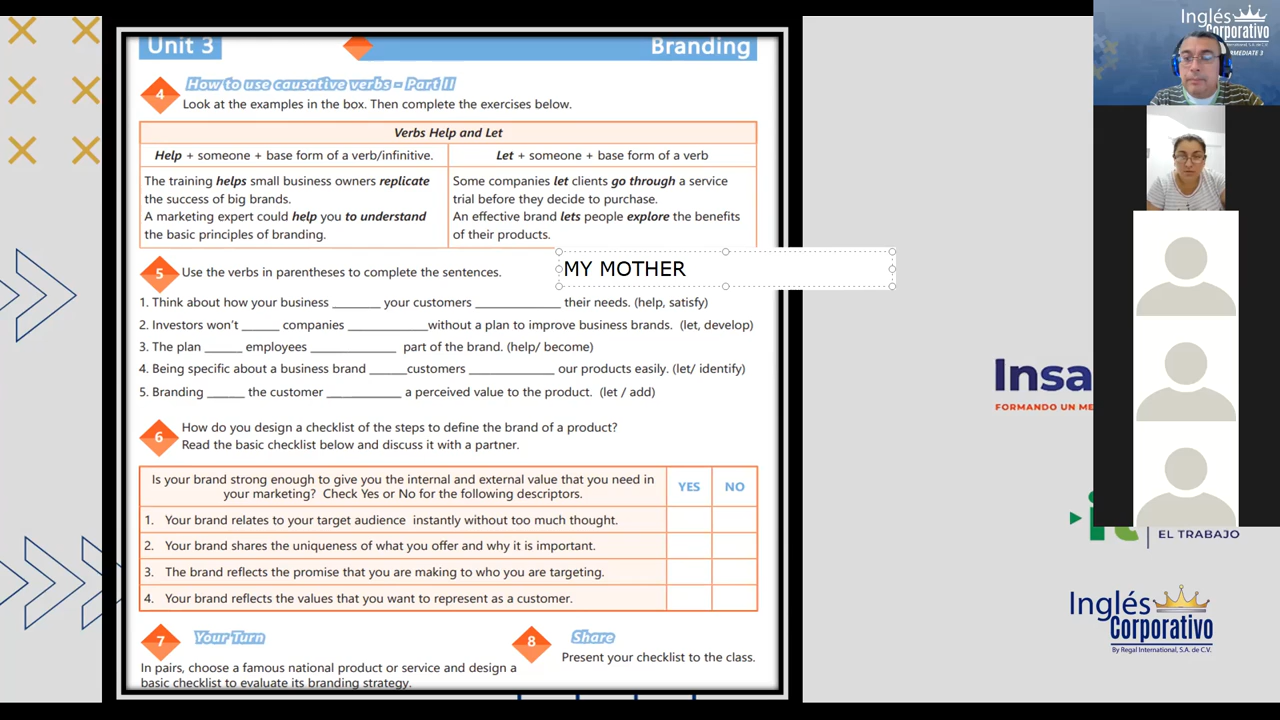 Unit 3
Branding
4
How to use causative verbs - Part II
Look at the examples in the box. Then complete the exercises below.
Verbs Help and Let
Help + someone + base form of a verb/infinitive.
Let + someone + base form of a verb
The training helps small business owners replicate
the success of big brands.
A marketing expert could help you to understand
the basic principles of branding.
Some companies let clients go through a service
trial before they decide to purchase.
An effective brand lets people explore the benefits
of their products.
MY MOTHER
5
Use the verbs in parentheses to complete the sentences.
1. Think about how your business _______ your customers _____________ their needs. (help, satisfy)
2. Investors won't ______ companies _____________without a plan to improve business brands. (let, develop)
3. The plan ______ employees ______________ part of the brand. (help/ become)
4. Being specific about a business brand ______customers ______________ our products easily. (let/ identify)
5. Branding ______ the customer ____________ a perceived value to the product. (let / add)
6
How do you design a checklist of the steps to define the brand of a product?
Read the basic checklist below and discuss it with a partner.
Is your brand strong enough to give you the internal and external value that you need in
your marketing? Check Yes or No for the following descriptors.
YES
NO
1. Your brand relates to your target audience instantly without too much thought.
2. Your brand shares the uniqueness of what you offer and why it is important.
3. The brand reflects the promise that you are making to who you are targeting.
4. Your brand reflects the values that you want to represent as a customer.
7
Your Turn
In pairs, choose a famous national product or service and design a
basic checklist to evaluate its branding strategy.
8
Share
Present your checklist to the class.
Inglés
Corporativo
Regal International, S.A. de C.V.
Insa
FORMANDO UN ME
EL TRABAJO
Inglés
Corporativo
By Regal International, S.A. de C.V.